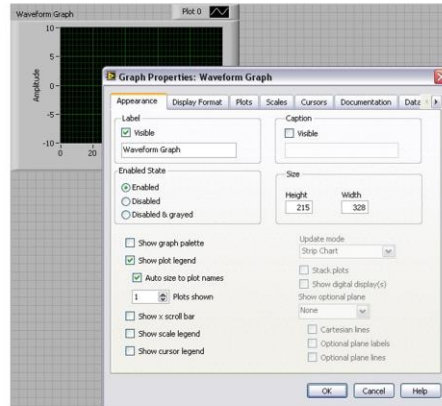 Waveform Graph
Plot 0
10
5
0
-5
-10
Amplitude
0
20
Graph Properties: Waveform Graph
Appearance
Display Format
Plots
Scales
Cursors
Documentation
Data
Label
Visible
Waveform Graph
Caption
Visible
Enabled State
Enabled
Disabled
Disabled & grayed
Size
Height
Width
215
328
Show graph palette
Show plot legend
Auto size to plot names
1
Plots shown
Show x scroll bar
Show scale legend
Show cursor legend
Update mode
Strip Chart
Stack plots
Show digital display(s)
Show optional plane
None
Cartesian lines
Optional plane labels
Optional plane lines
OK
Cancel
Help